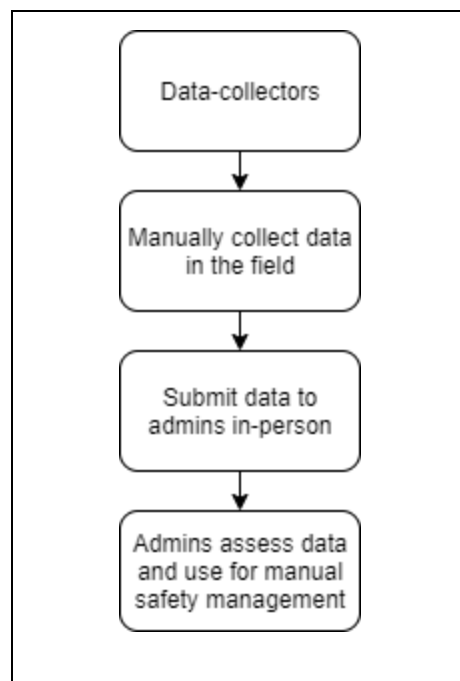 Data-collectors
Manually collect data
in the field
Submit data to
admins in-person
Admins assess data
and use for manual
safety management